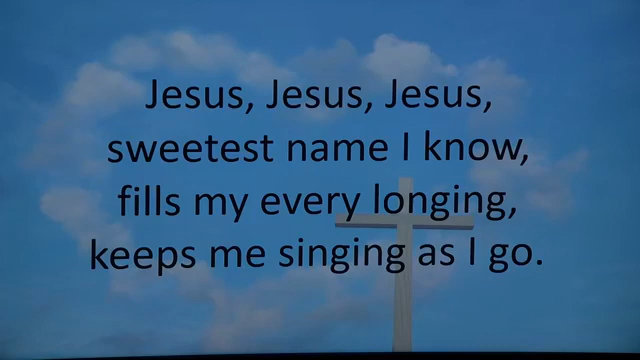 Jesus, Jesus, Jesus,
sweetest name I know,
fills my every longing,
keeps me singing as I go.